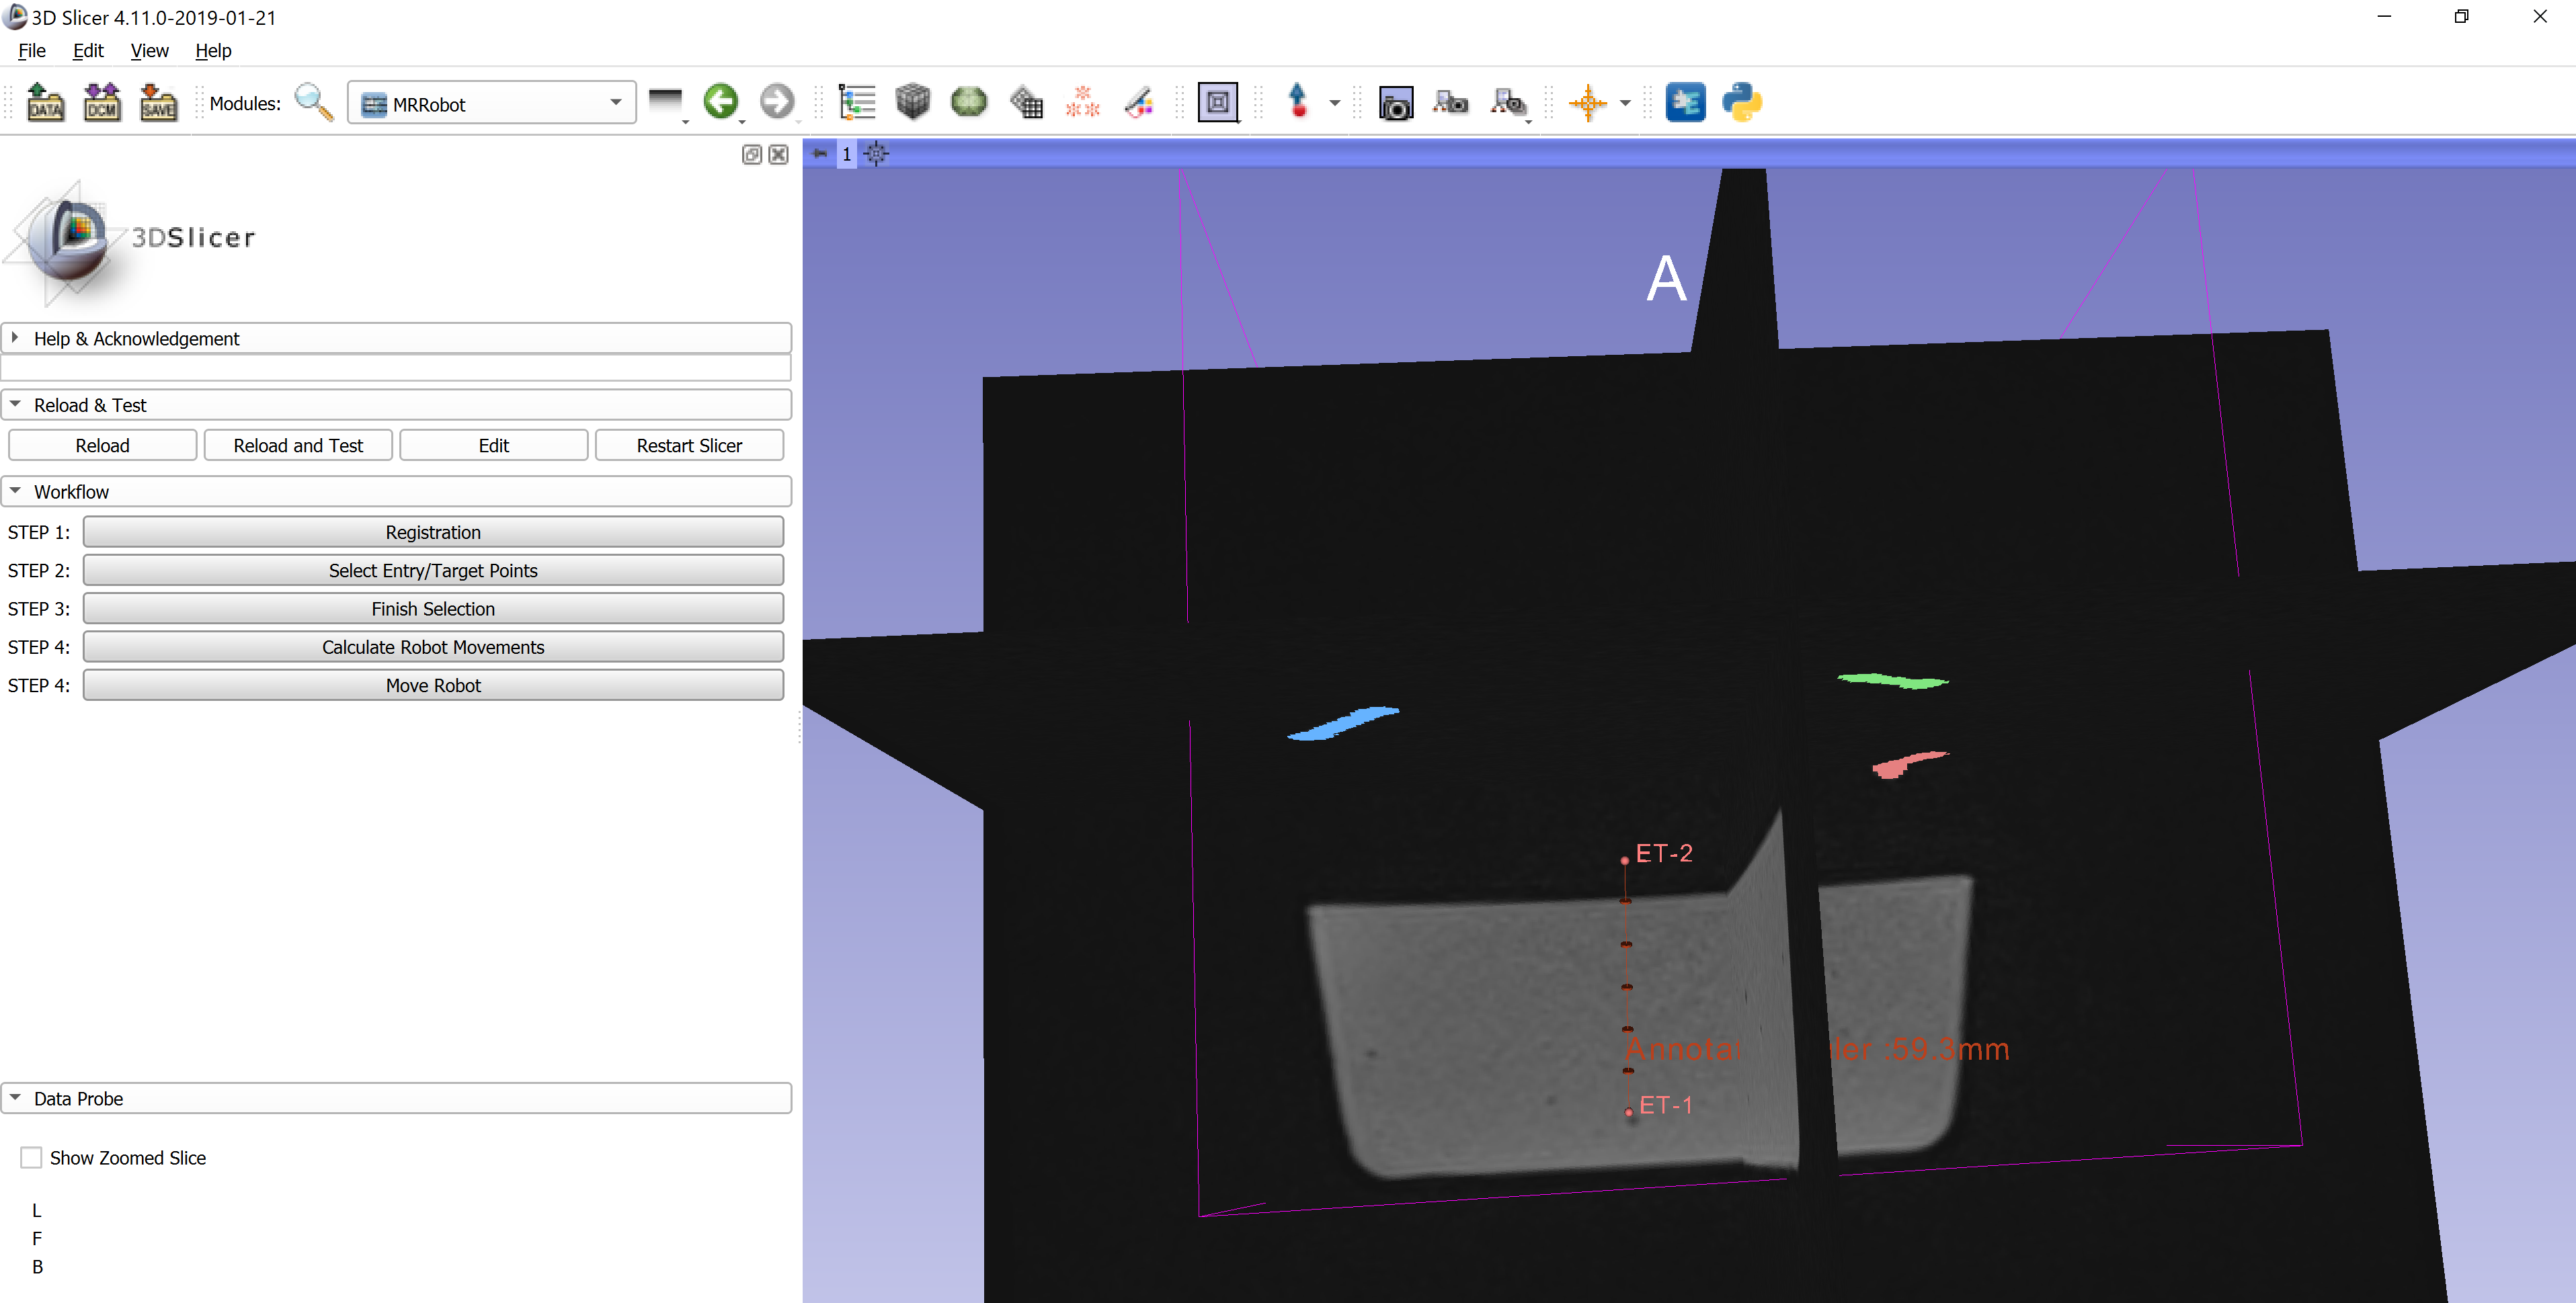 3D Slicer 4.11.0-2019-01-21
File Edit View Help
DATA DCM SAVE Modules: MRRobot
1
3DSlicer
Help & Acknowledgement
Reload & Test
Reload Reload and Test Edit Restart Slicer
Workflow
STEP 1: Registration
STEP 2: Select Entry/Target Points
STEP 3: Finish Selection
STEP 4: Calculate Robot Movements
STEP 4: Move Robot
Data Probe
Show Zoomed Slice
L
F
B
A
ET-2
Annotat ler :59.3mm
ET-1